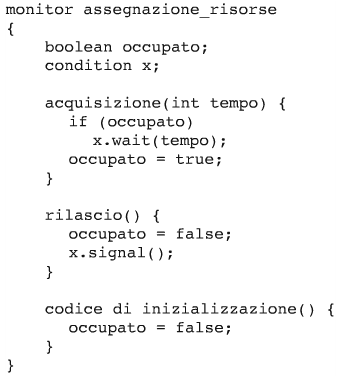 monitor assegnazione_risorse
{
    boolean occupato;
    condition x;

    acquisizione(int tempo) {
      if (occupato)
        x.wait(tempo);
      occupato = true;
    }

    rilascio() {
      occupato = false;
      x.signal();
    }

    codice di inizializzazione() {
      occupato = false;
    }
}